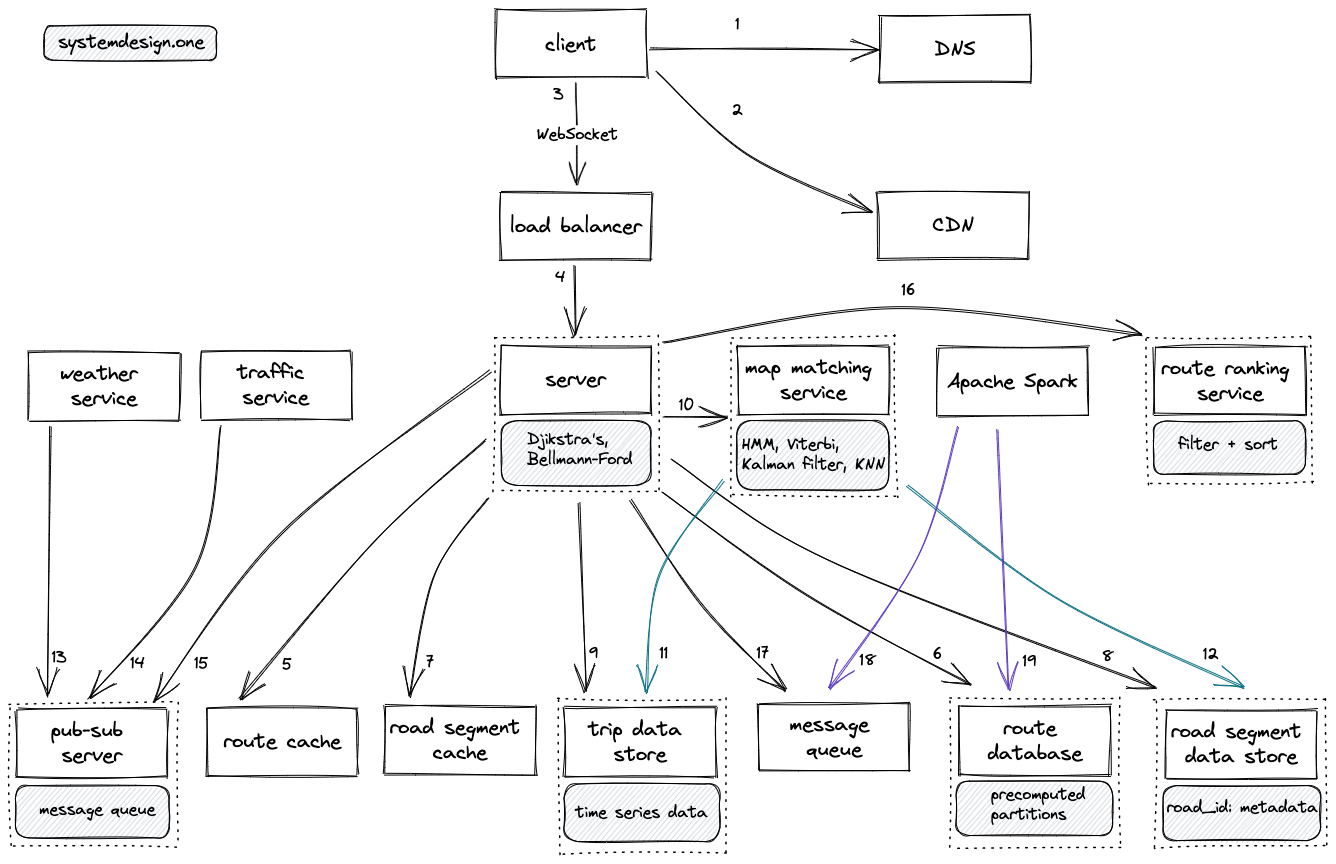 systemdesign.one
client
1
DNS
3
2
WebSocket
load balancer
CDN
4
16
weather
service
traffic
service
server
Djikstra's,
Bellmann-Ford
10
map matching
service
HMM, Viterbi,
Kalman filter, KNN
Apache Spark
route ranking
service
filter + sort
13
14
15
5
7
9
11
17
18
6
19
8
12
pub-sub
server
message queue
route cache
road segment
cache
trip data
store
time series data
message
queue
route
database
precomputed
partitions
road segment
data store
road_id: metadata